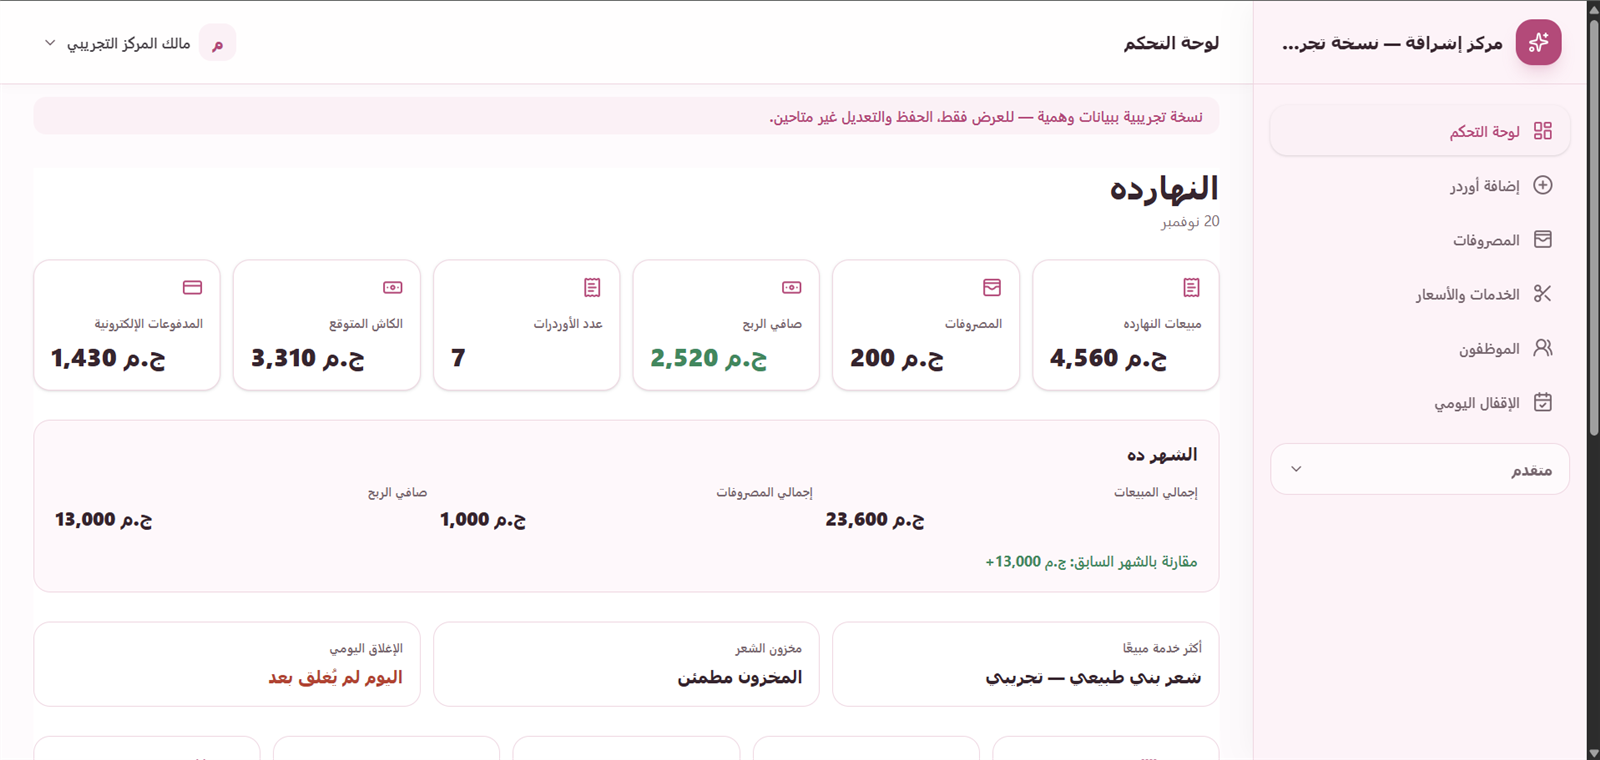 مركز إشراقة — نسخة تجر...
لوحة التحكم
إضافة أوردر
المصروفات
الخدمات والأسعار
الموظفون
الإقفال اليومي
متقدم
لوحة التحكم
م
مالك المركز التجريبي
نسخة تجريبية ببيانات وهمية — للعرض فقط، الحفظ والتعديل غير متاحين.
النهارده
20 نوفمبر
مبيعات النهارده
4,560 ج.م
المصروفات
200 ج.م
صافي الربح
2,520 ج.م
عدد الأوردرات
7
الكاش المتوقع
3,310 ج.م
المدفوعات الإلكترونية
1,430 ج.م
الشهر ده
إجمالي المبيعات
23,600 ج.م
إجمالي المصروفات
1,000 ج.م
صافي الربح
13,000 ج.م
مقارنة بالشهر السابق: ج.م 13,000+
أكثر خدمة مبيعًا
شعر بني طبيعي — تجريبي
مخزون الشعر
المخزون مطمئن
الإغلاق اليومي
اليوم لم يُغلق بعد